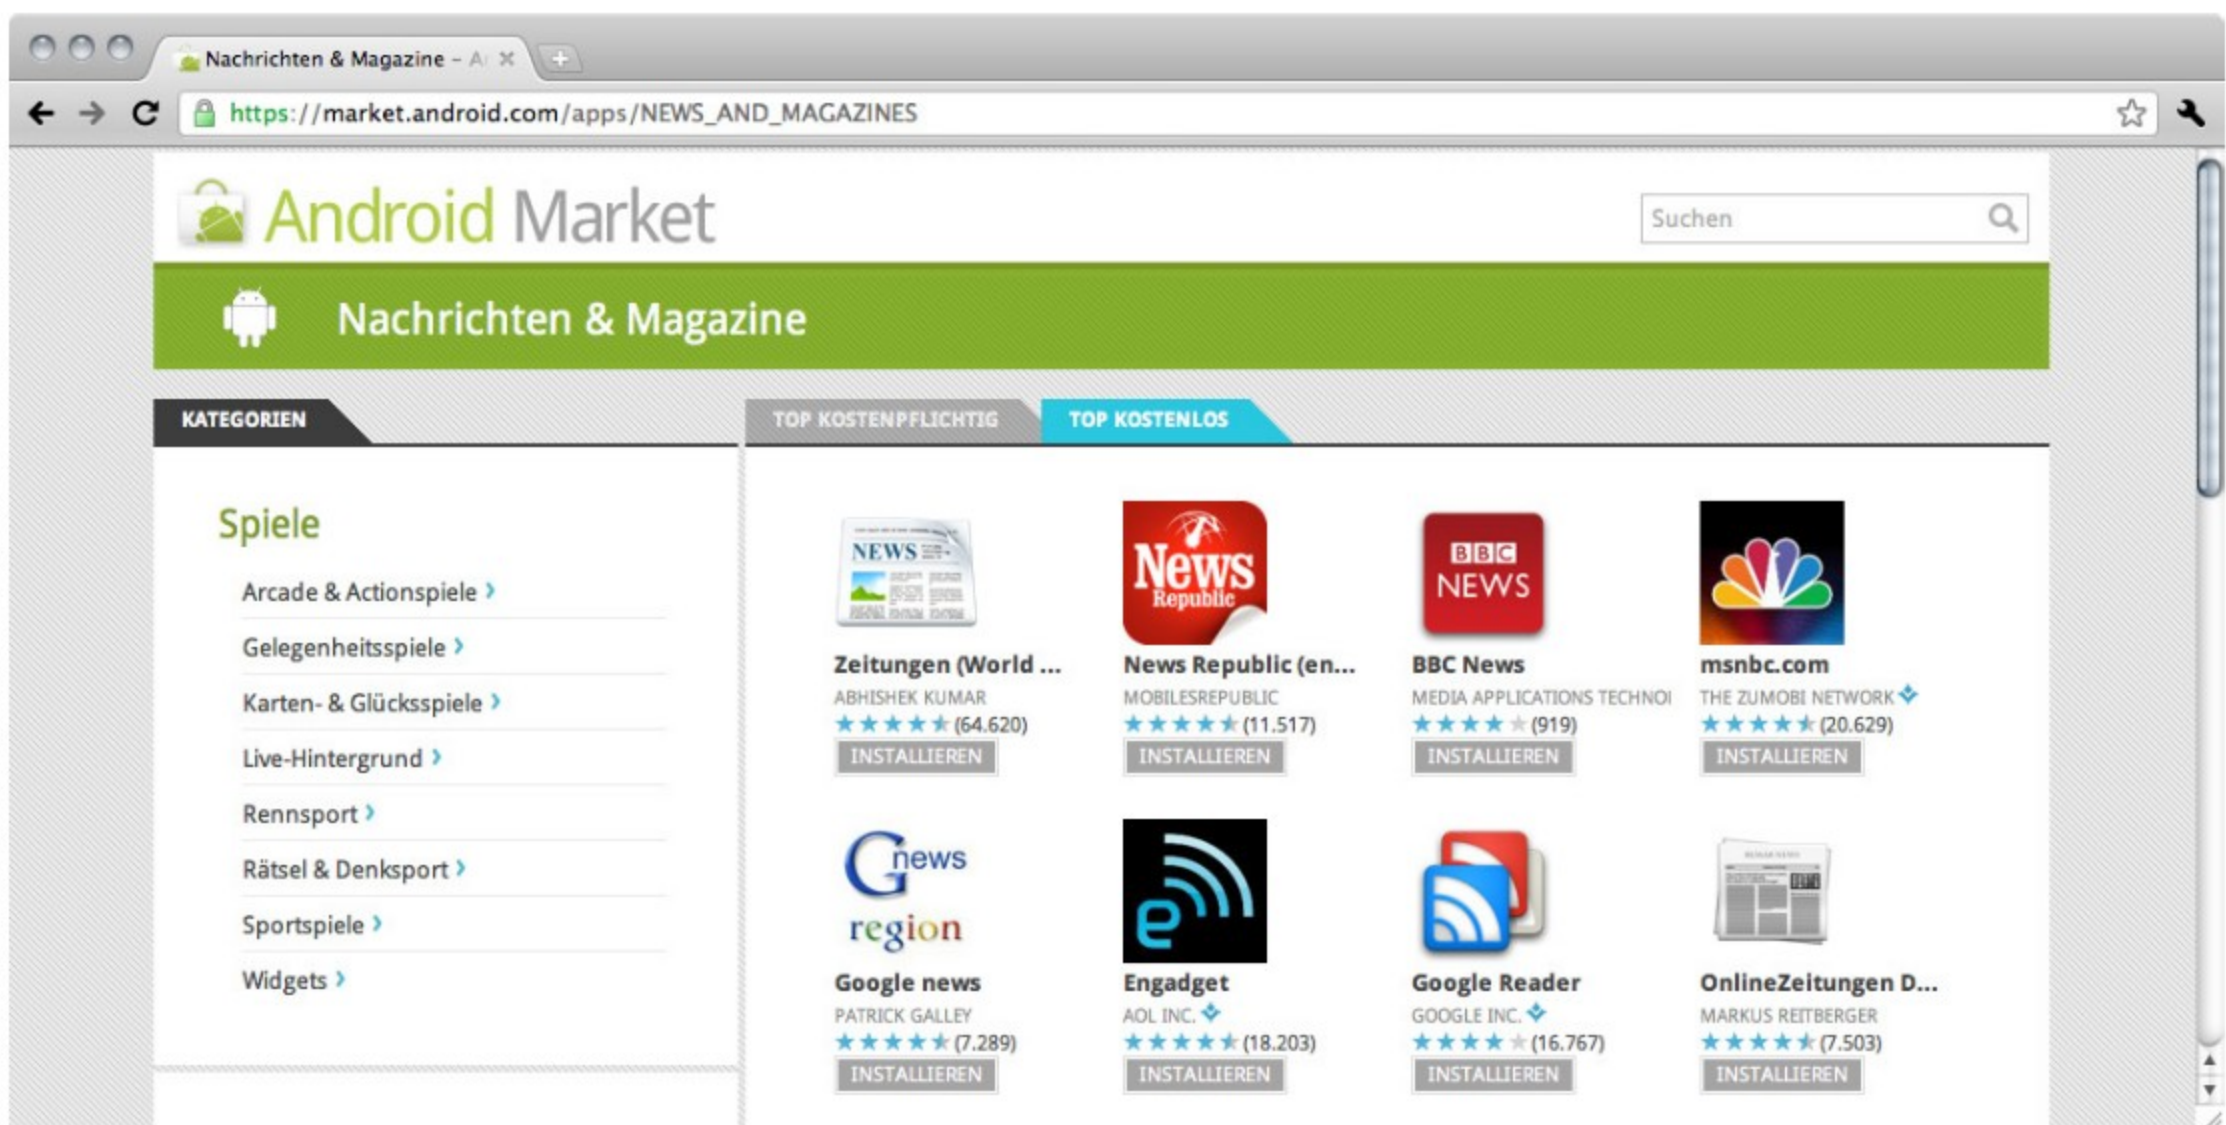 Nachrichten & Magazine – A
https://market.android.com/apps/NEWS_AND_MAGAZINES
Android Market
Suchen
Nachrichten & Magazine
KATEGORIEN
TOP KOSTENPFLICHTIG
TOP KOSTENLOS
Spiele
Arcade & Actionspiele
Gelegenheitsspiele
Karten- & Glücksspiele
Live-Hintergrund
Rennsport
Rätsel & Denksport
Sportspiele
Widgets
NEWS
News
Republic
BBC
NEWS
Zeitungen (World ...
News Republic (en...
BBC News
msnbc.com
ABHISHEK KUMAR
MOBILESREPUBLIC
MEDIA APPLICATIONS TECHNOL
THE ZUMOBI NETWORK
(64.620)
(11.517)
(919)
(20.629)
INSTALLIEREN
INSTALLIEREN
INSTALLIEREN
INSTALLIEREN
Gnews
region
e
Google news
Engadget
Google Reader
OnlineZeitungen D...
PATRICK GALLEY
AOL INC.
GOOGLE INC.
MARKUS REITBERGER
(7.289)
(18.203)
(16.767)
(7.503)
INSTALLIEREN
INSTALLIEREN
INSTALLIEREN
INSTALLIEREN